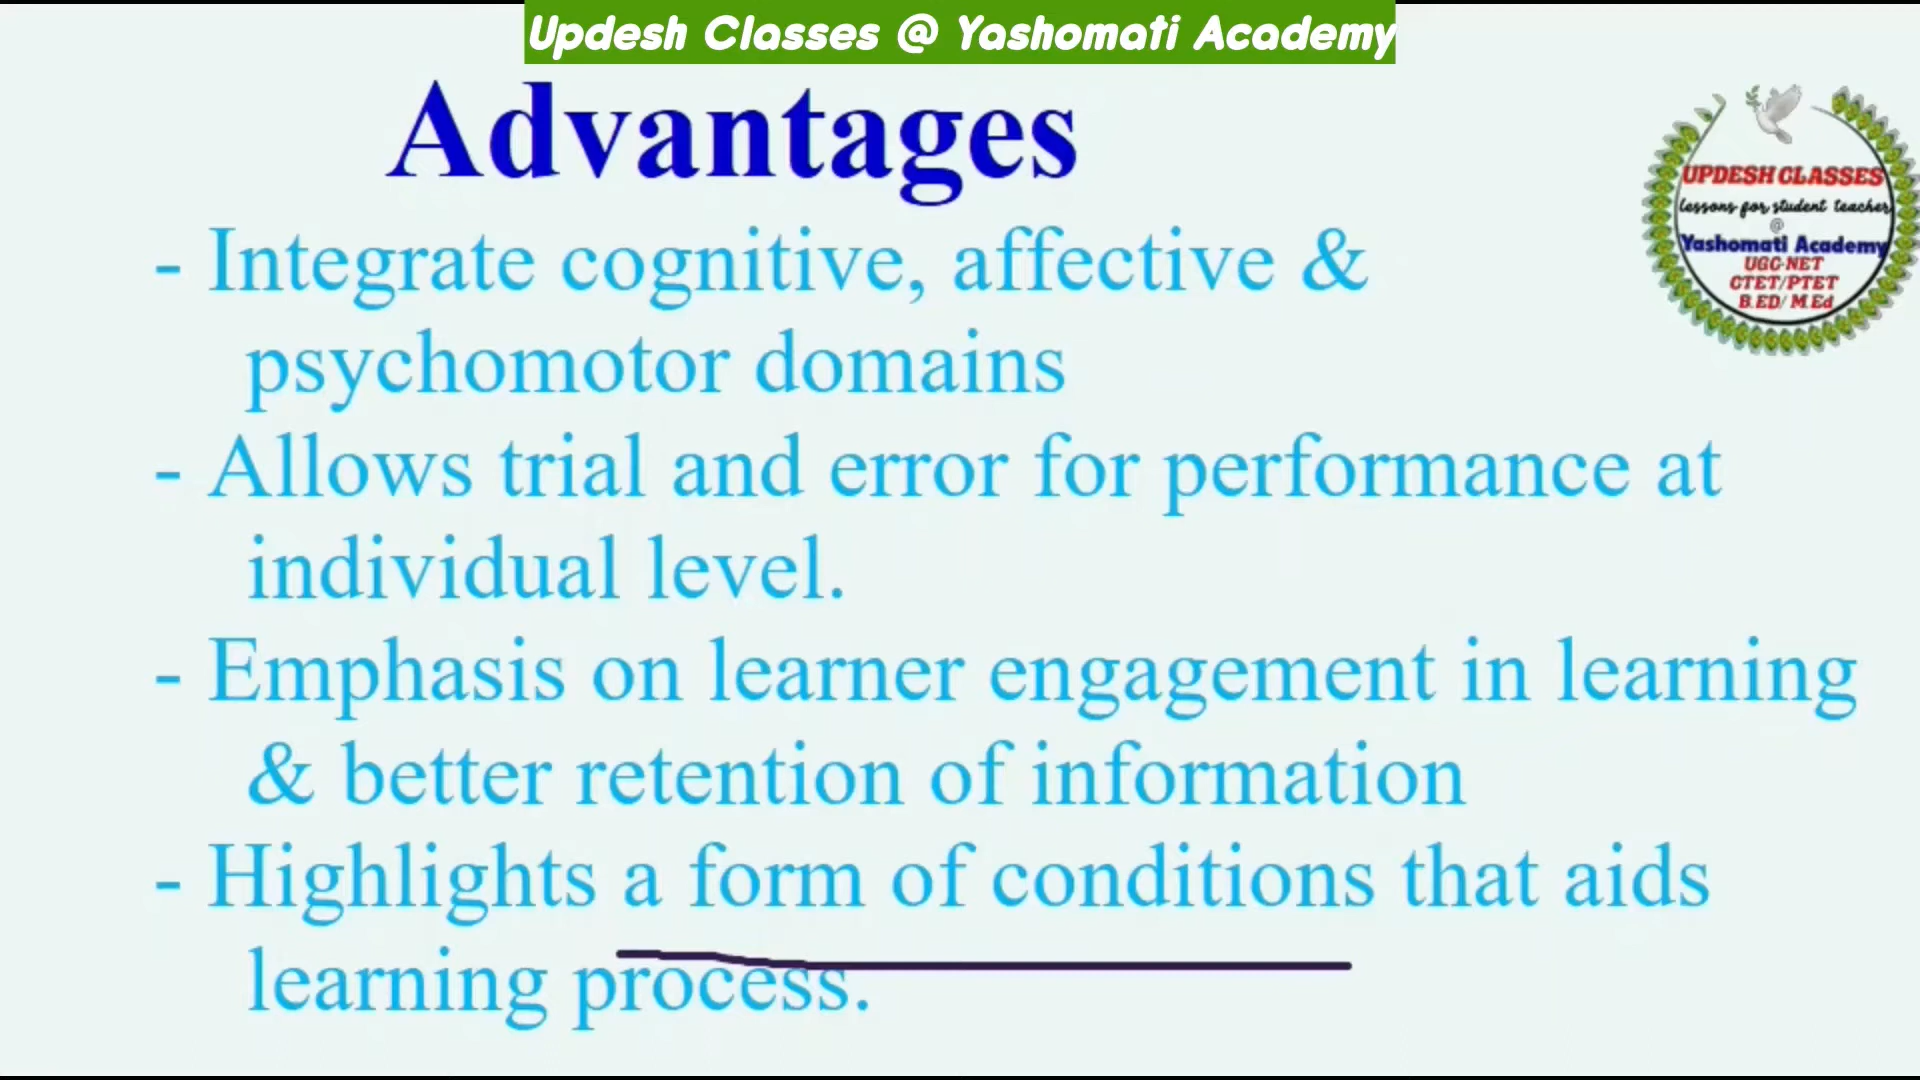 Updesh Classes @ Yashomati Academy
Advantages
- Integrate cognitive, affective &
psychomotor domains
- Allows trial and error for performance at
individual level.
- Emphasis on learner engagement in learning
& better retention of information
- Highlights a form of conditions that aids
learning process.
UPDESH CLASSES
lessons for student teacher
@
Yashomati Academy
UGC-NET
CTET/PTET
B.ED/ M.Ed